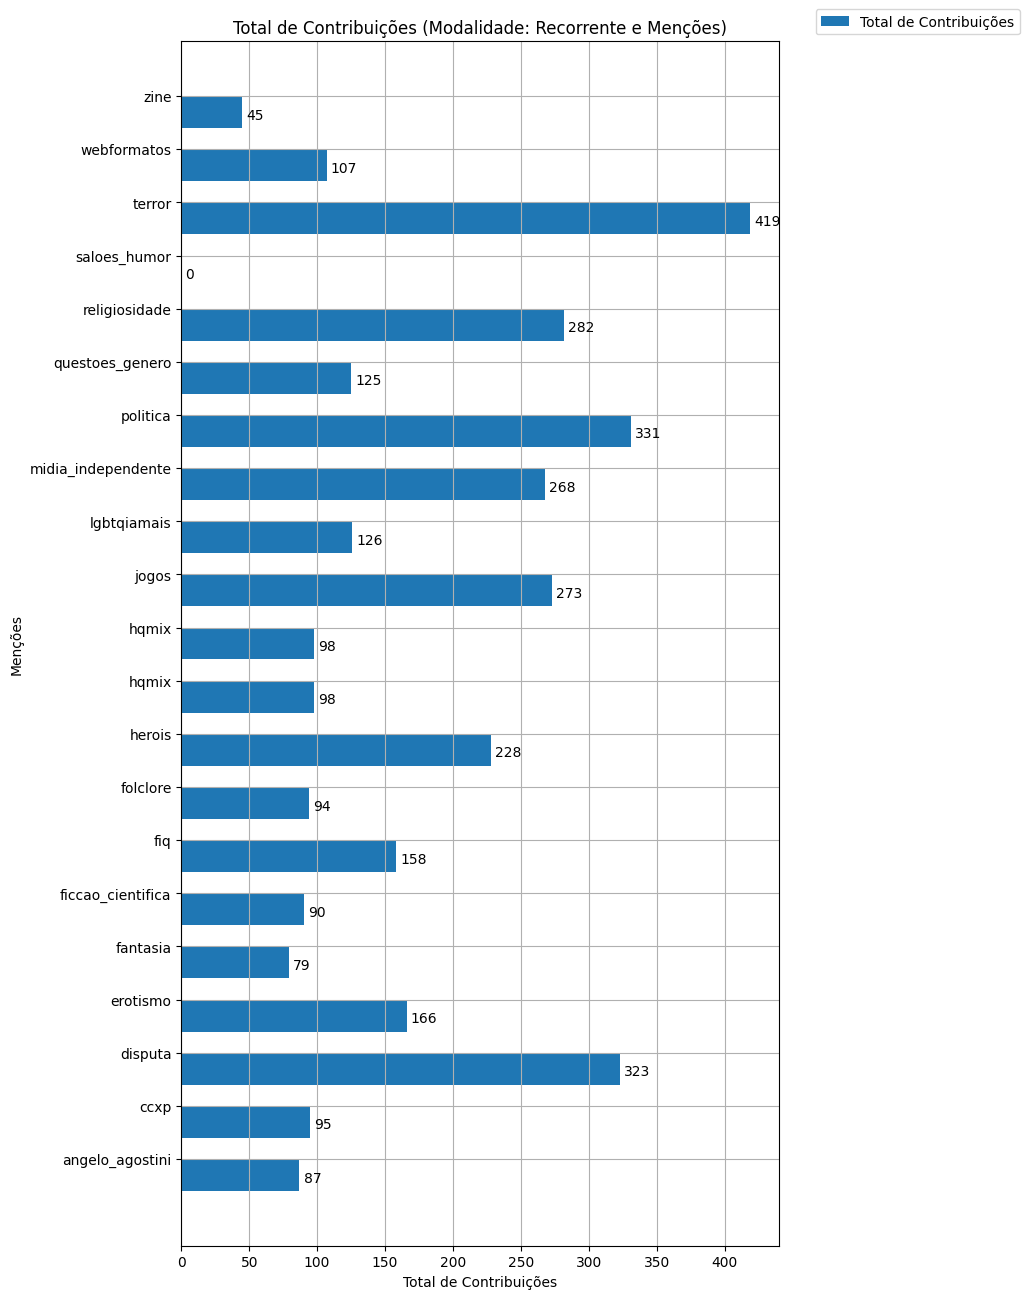 Total de Contribuições (Modalidade: Recorrente e Menções)
Total de Contribuições
zine
45
webformatos
107
terror
419
saloes_humor
0
religiosidade
282
questoes_genero
125
politica
331
midia_independente
268
lgbtqiamais
126
jogos
273
hqmix
98
hqmix
98
herois
228
folclore
94
fiq
158
ficcao_cientifica
90
fantasia
79
erotismo
166
disputa
323
ccxp
95
angelo_agostini
87
Menções
0 50 100 150 200 250 300 350 400
Total de Contribuições